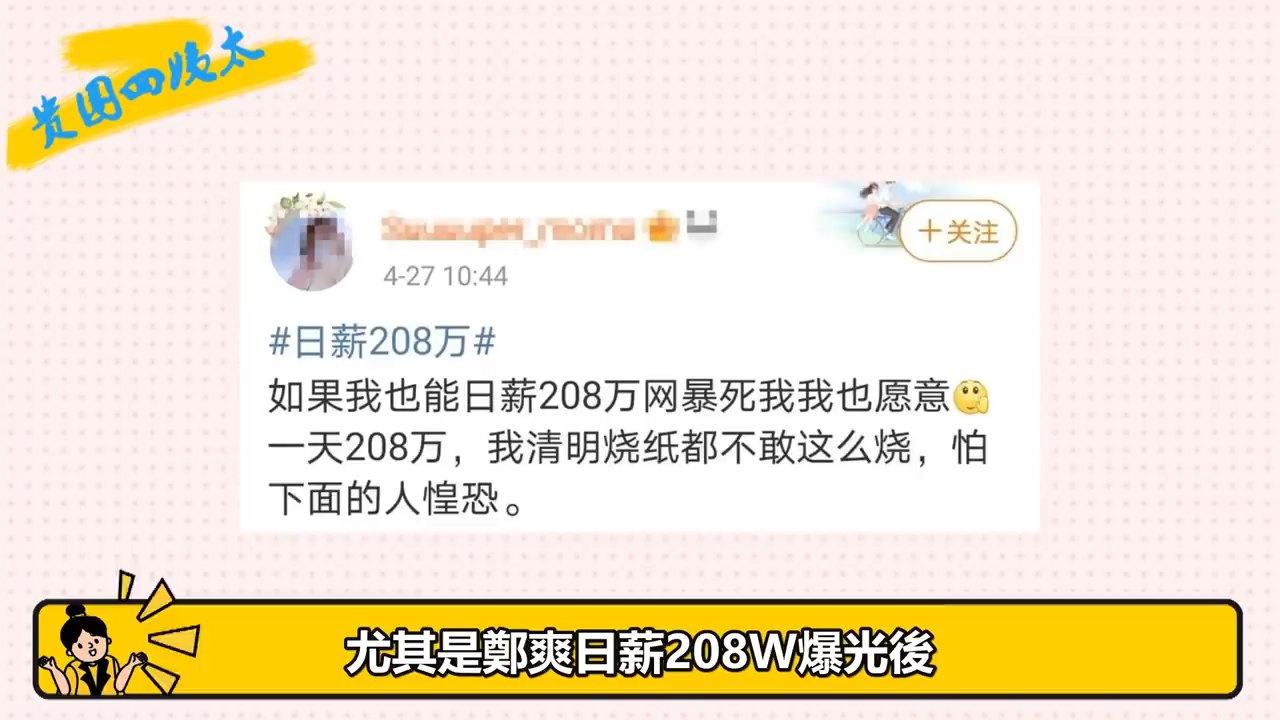 贵圈四姨太
4-27 10:44
+关注
#日薪208万#
如果我也能日薪208万网暴死我我也愿意
一天208万，我清明烧纸都不敢这么烧，怕
下面的人惶恐。
尤其是鄭爽日薪208W爆光後